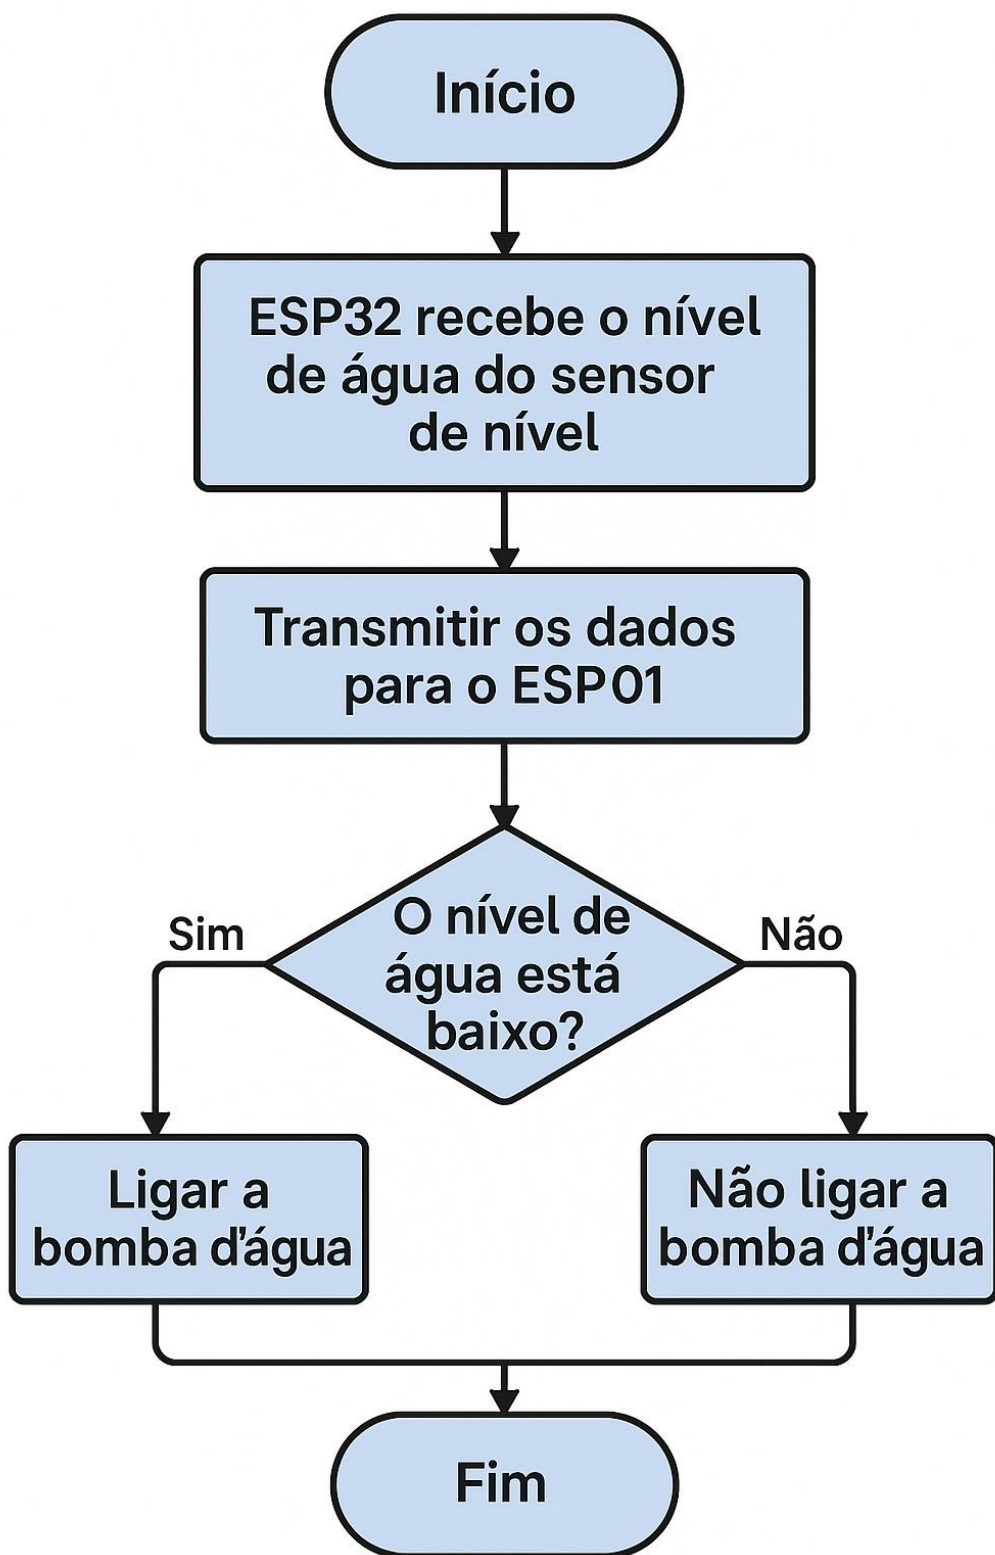 Início
ESP32 recebe o nível
de água do sensor
de nível
Transmitir os dados
para o ESP01
O nível de
água está
baixo?
Sim
Não
Ligar a
bomba d'água
Não ligar a
bomba d'água
Fim